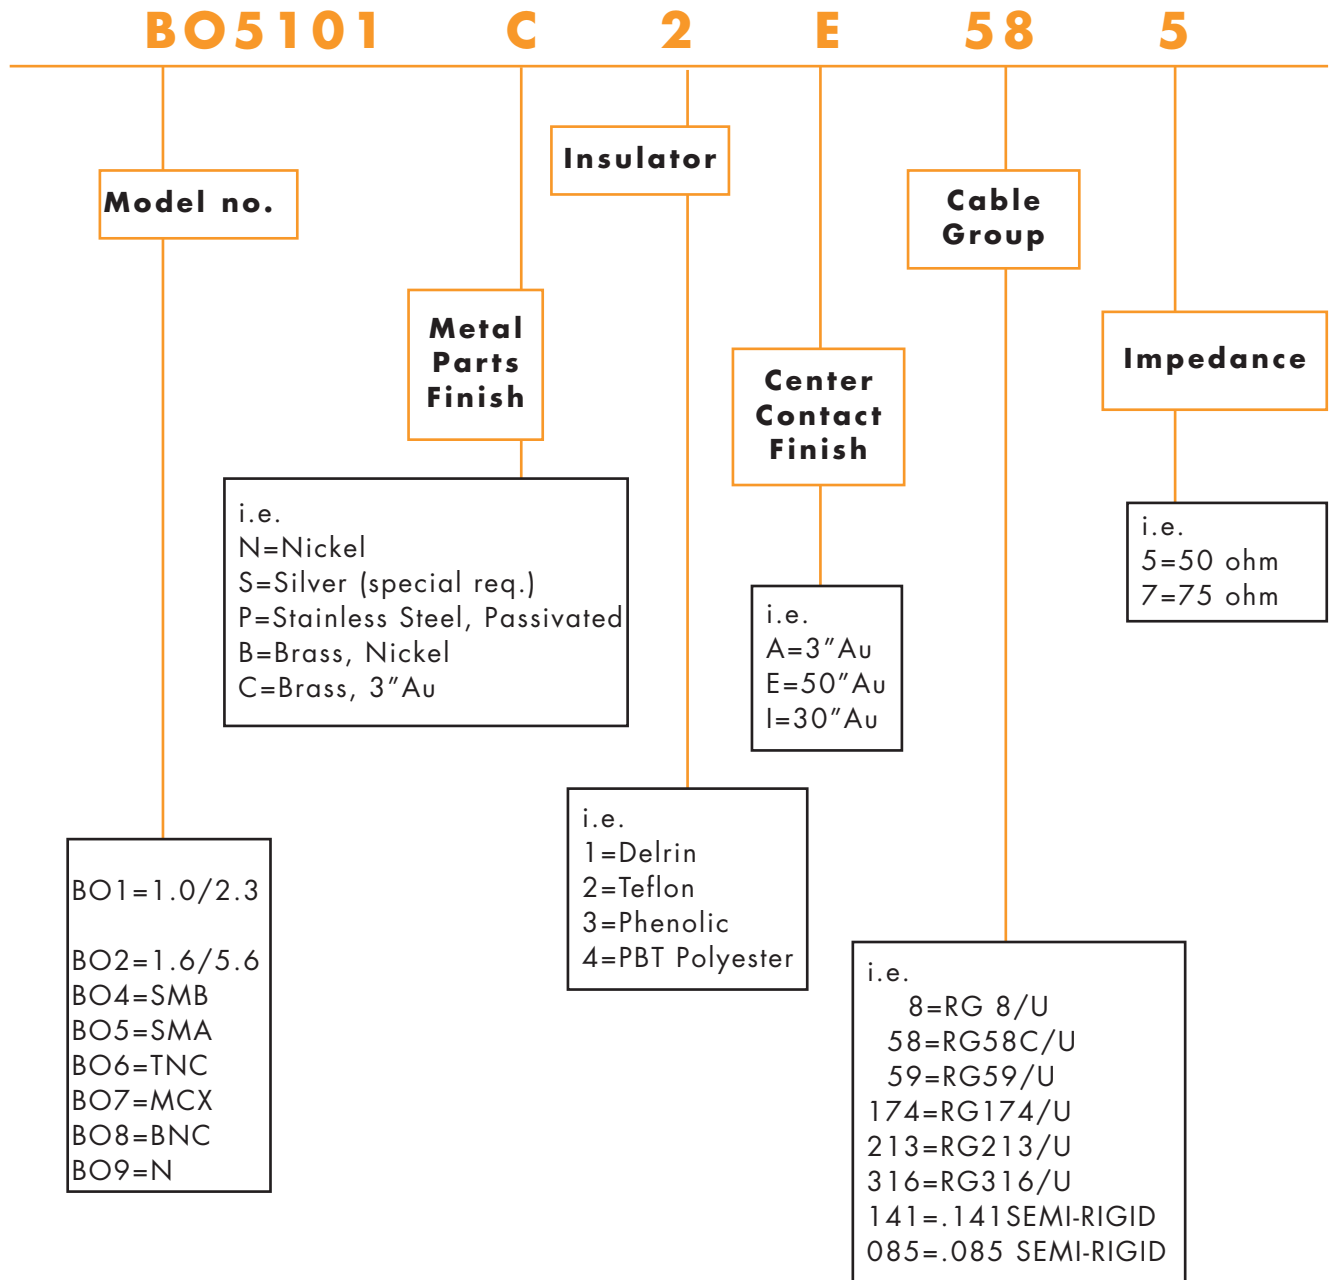 BO5101 C 2 E 58 5
Model no.
Metal
Parts
Finish
Insulator
Center
Contact
Finish
Cable
Group
Impedance
i.e.
N=Nickel
S=Silver (special req.)
P=Stainless Steel, Passivated
B=Brass, Nickel
C=Brass, 3”Au
i.e.
A=3”Au
E=50”Au
I=30”Au
i.e.
5=50 ohm
7=75 ohm
BO1=1.0/2.3
BO2=1.6/5.6
BO4=SMB
BO5=SMA
BO6=TNC
BO7=MCX
BO8=BNC
BO9=N
i.e.
1=Delrin
2=Teflon
3=Phenolic
4=PBT Polyester
i.e.
8=RG 8/U
58=RG58C/U
59=RG59/U
174=RG174/U
213=RG213/U
316=RG316/U
141=.141SEMI-RIGID
085=.085 SEMI-RIGID